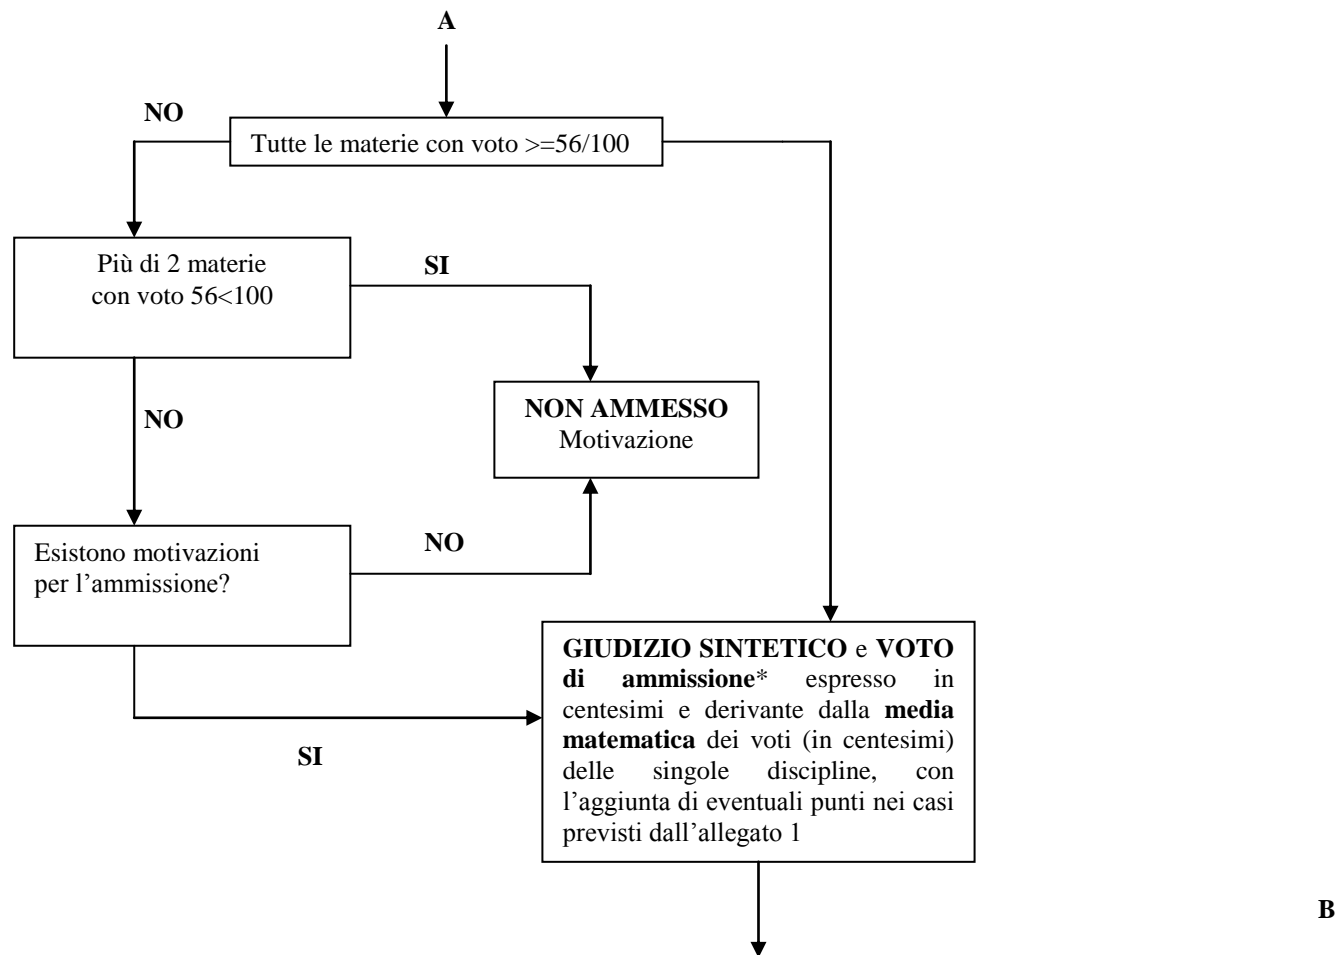 A
NO
Tutte le materie con voto >=56/100
Più di 2 materie
con voto 56<100
SI
NON AMMESSO
Motivazione
NO
Esistono motivazioni
per l’ammissione?
NO
GIUDIZIO SINTETICO e VOTO
di ammissione* espresso in
centesimi e derivante dalla media
matematica dei voti (in centesimi)
delle singole discipline, con
l’aggiunta di eventuali punti nei casi
previsti dall’allegato 1
SI
B